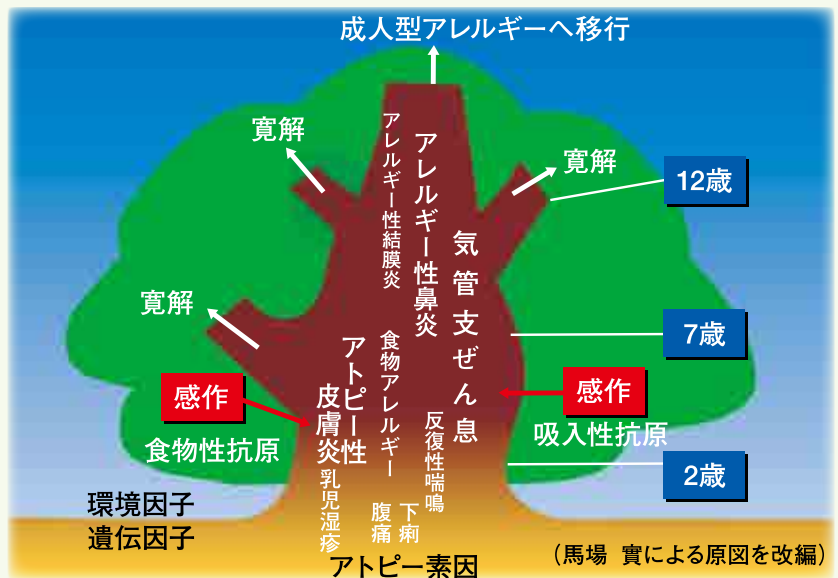 成人型アレルギーへ移行
寛解
寛解
12歳
アレルギー性結膜炎
アレルギー性鼻炎
気管支ぜん息
寛解
7歳
感作
食物性抗原
アトピー性
皮膚炎
乳児湿疹
食物アレルギー
腹痛
下痢
反復性喘鳴
感作
吸入性抗原
2歳
環境因子
遺伝因子
アトピー素因
(馬場 實による原図を改編)